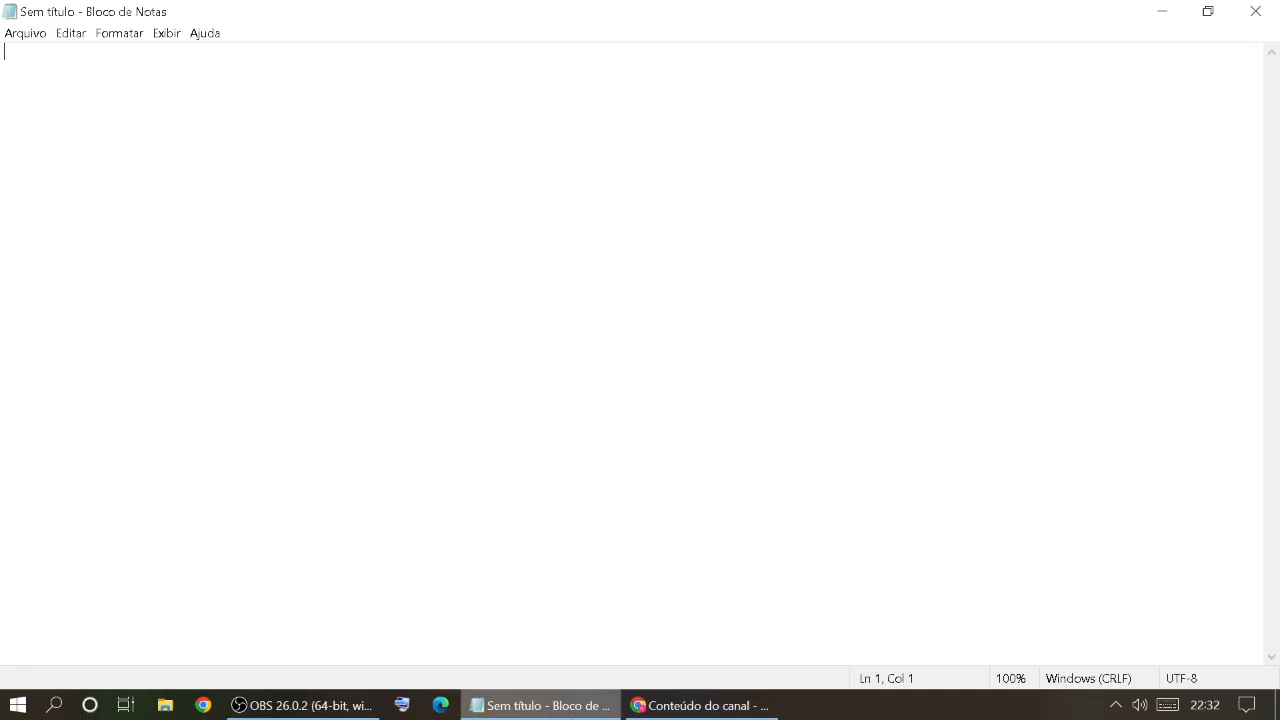 Sem título - Bloco de Notas
Arquivo Editar Formatar Exibir Ajuda
Ln 1, Col 1 100% Windows (CRLF) UTF-8
OBS 26.0.2 (64-bit, wi... Sem título - Bloco de ... Conteúdo do canal - ... 22:32